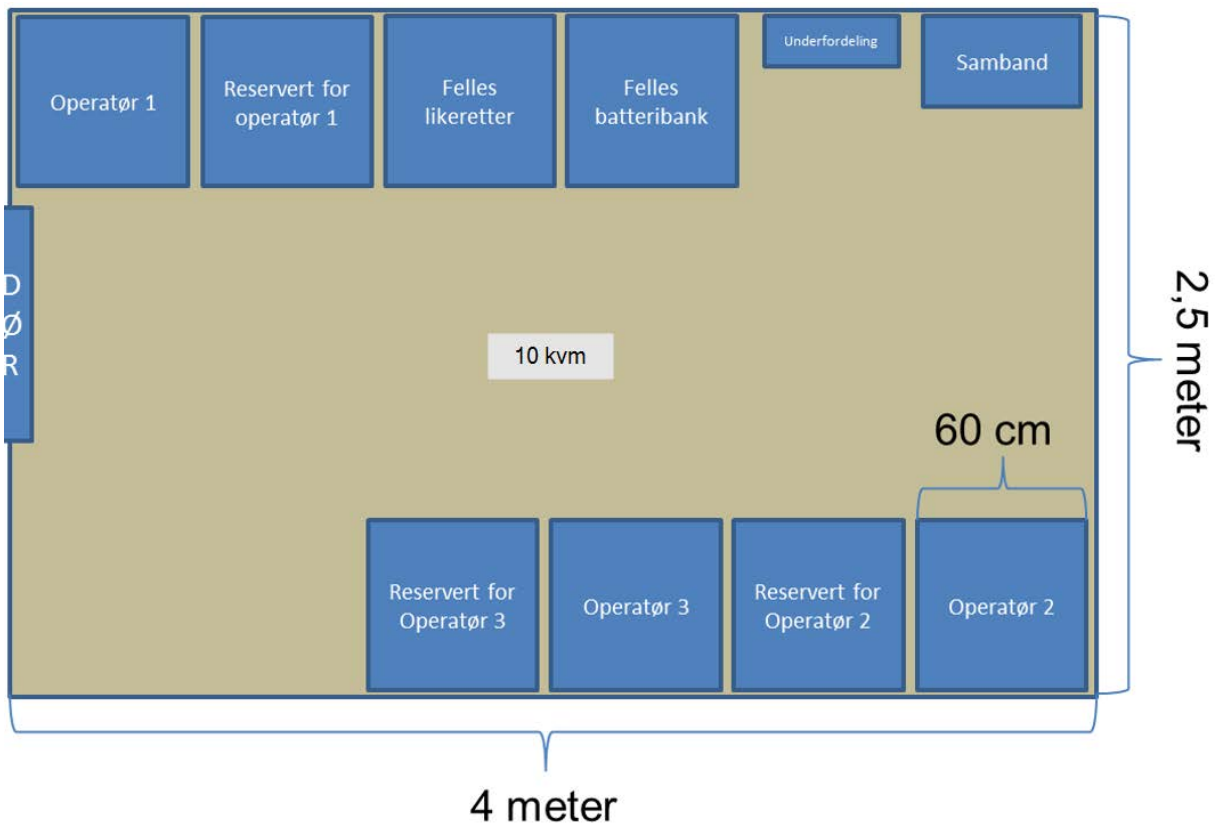 Operatør 1
Reservert for
operatør 1
Felles
likeretter
Felles
batteribank
Underfordeling
Samband
DØR
10 kvm
2,5 meter
60 cm
Reservert for
Operatør 3
Operatør 3
Reservert for
Operatør 2
Operatør 2
4 meter